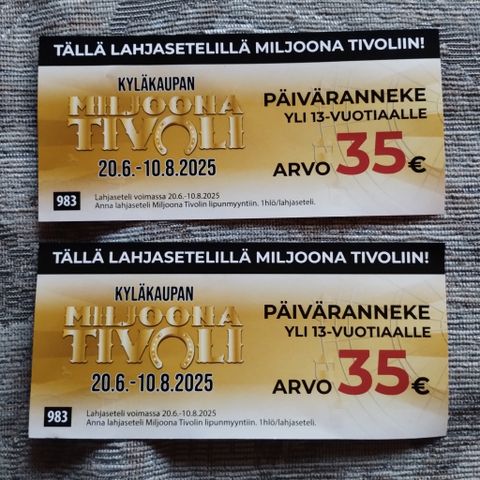 TÄLLÄ LAHJASETELILLÄ MILJOONA TIVOLIIN!
KYLÄKAUPAN
MILJOONA
TIVOLI
20.6.-10.8.2025
PÄIVÄRANNEKE
YLI 13-VUOTIAALLE
ARVO 35€
983
Lahjaseteli voimassa 20.6.-10.8.2025
Anna lahjaseteli Miljoona Tivolin lipunmyyntiin. 1hlö/lahjaseteli.
TÄLLÄ LAHJASETELILLÄ MILJOONA TIVOLIIN!
KYLÄKAUPAN
MILJOONA
TIVOLI
20.6.-10.8.2025
PÄIVÄRANNEKE
YLI 13-VUOTIAALLE
ARVO 35€
983
Lahjaseteli voimassa 20.6.-10.8.2025
Anna lahjaseteli Miljoona Tivolin lipunmyyntiin. 1hlö/lahjaseteli.